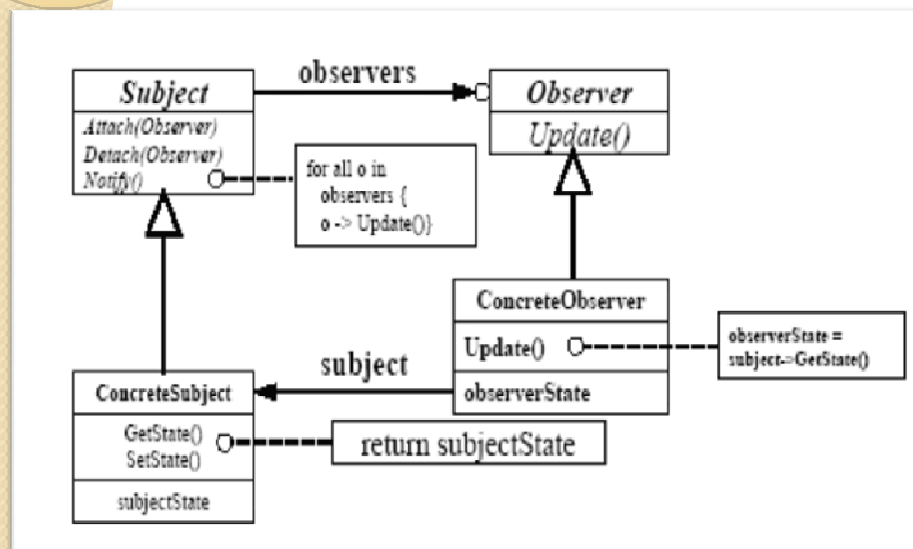 observers
Subject
Attach(Observer)
Detach(Observer)
Notify()
Observer
Update()
for all o in
observers {
o -> Update()}
ConcreteObserver
Update()
observerState
observerState =
subject->GetState()
subject
ConcreteSubject
GetState()
SetState()
subjectState
return subjectState